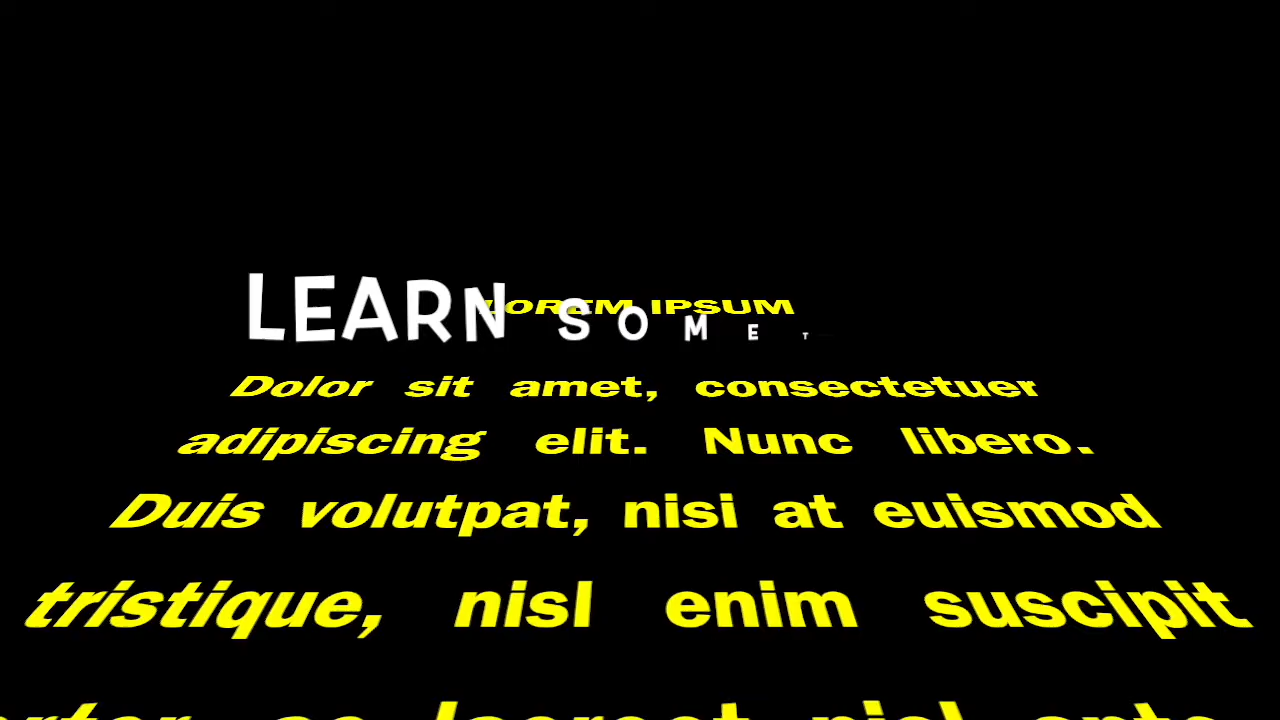 LOREM IPSUM
LEARN SOMET
Dolor sit amet, consectetuer
adipiscing elit. Nunc libero.
Duis volutpat, nisi at euismod
tristique, nisl enim suscipit